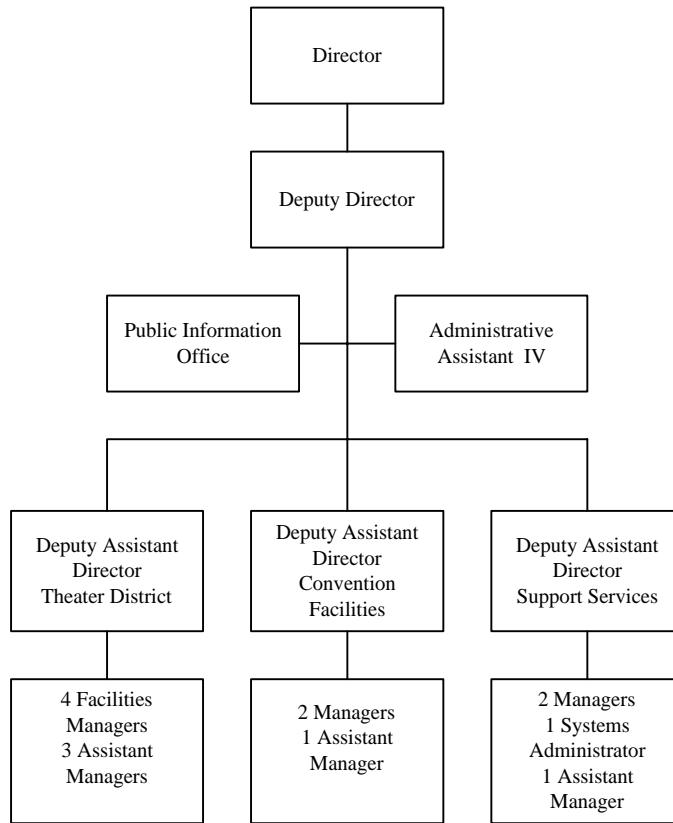 Director
Deputy Director
Public Information
Office
Administrative
Assistant IV
Deputy Assistant
Director
Theater District
Deputy Assistant
Director
Convention
Facilities
Deputy Assistant
Director
Support Services
4 Facilities
Managers
3 Assistant
Managers
2 Managers
1 Assistant
Manager
2 Managers
1 Systems
Administrator
1 Assistant
Manager